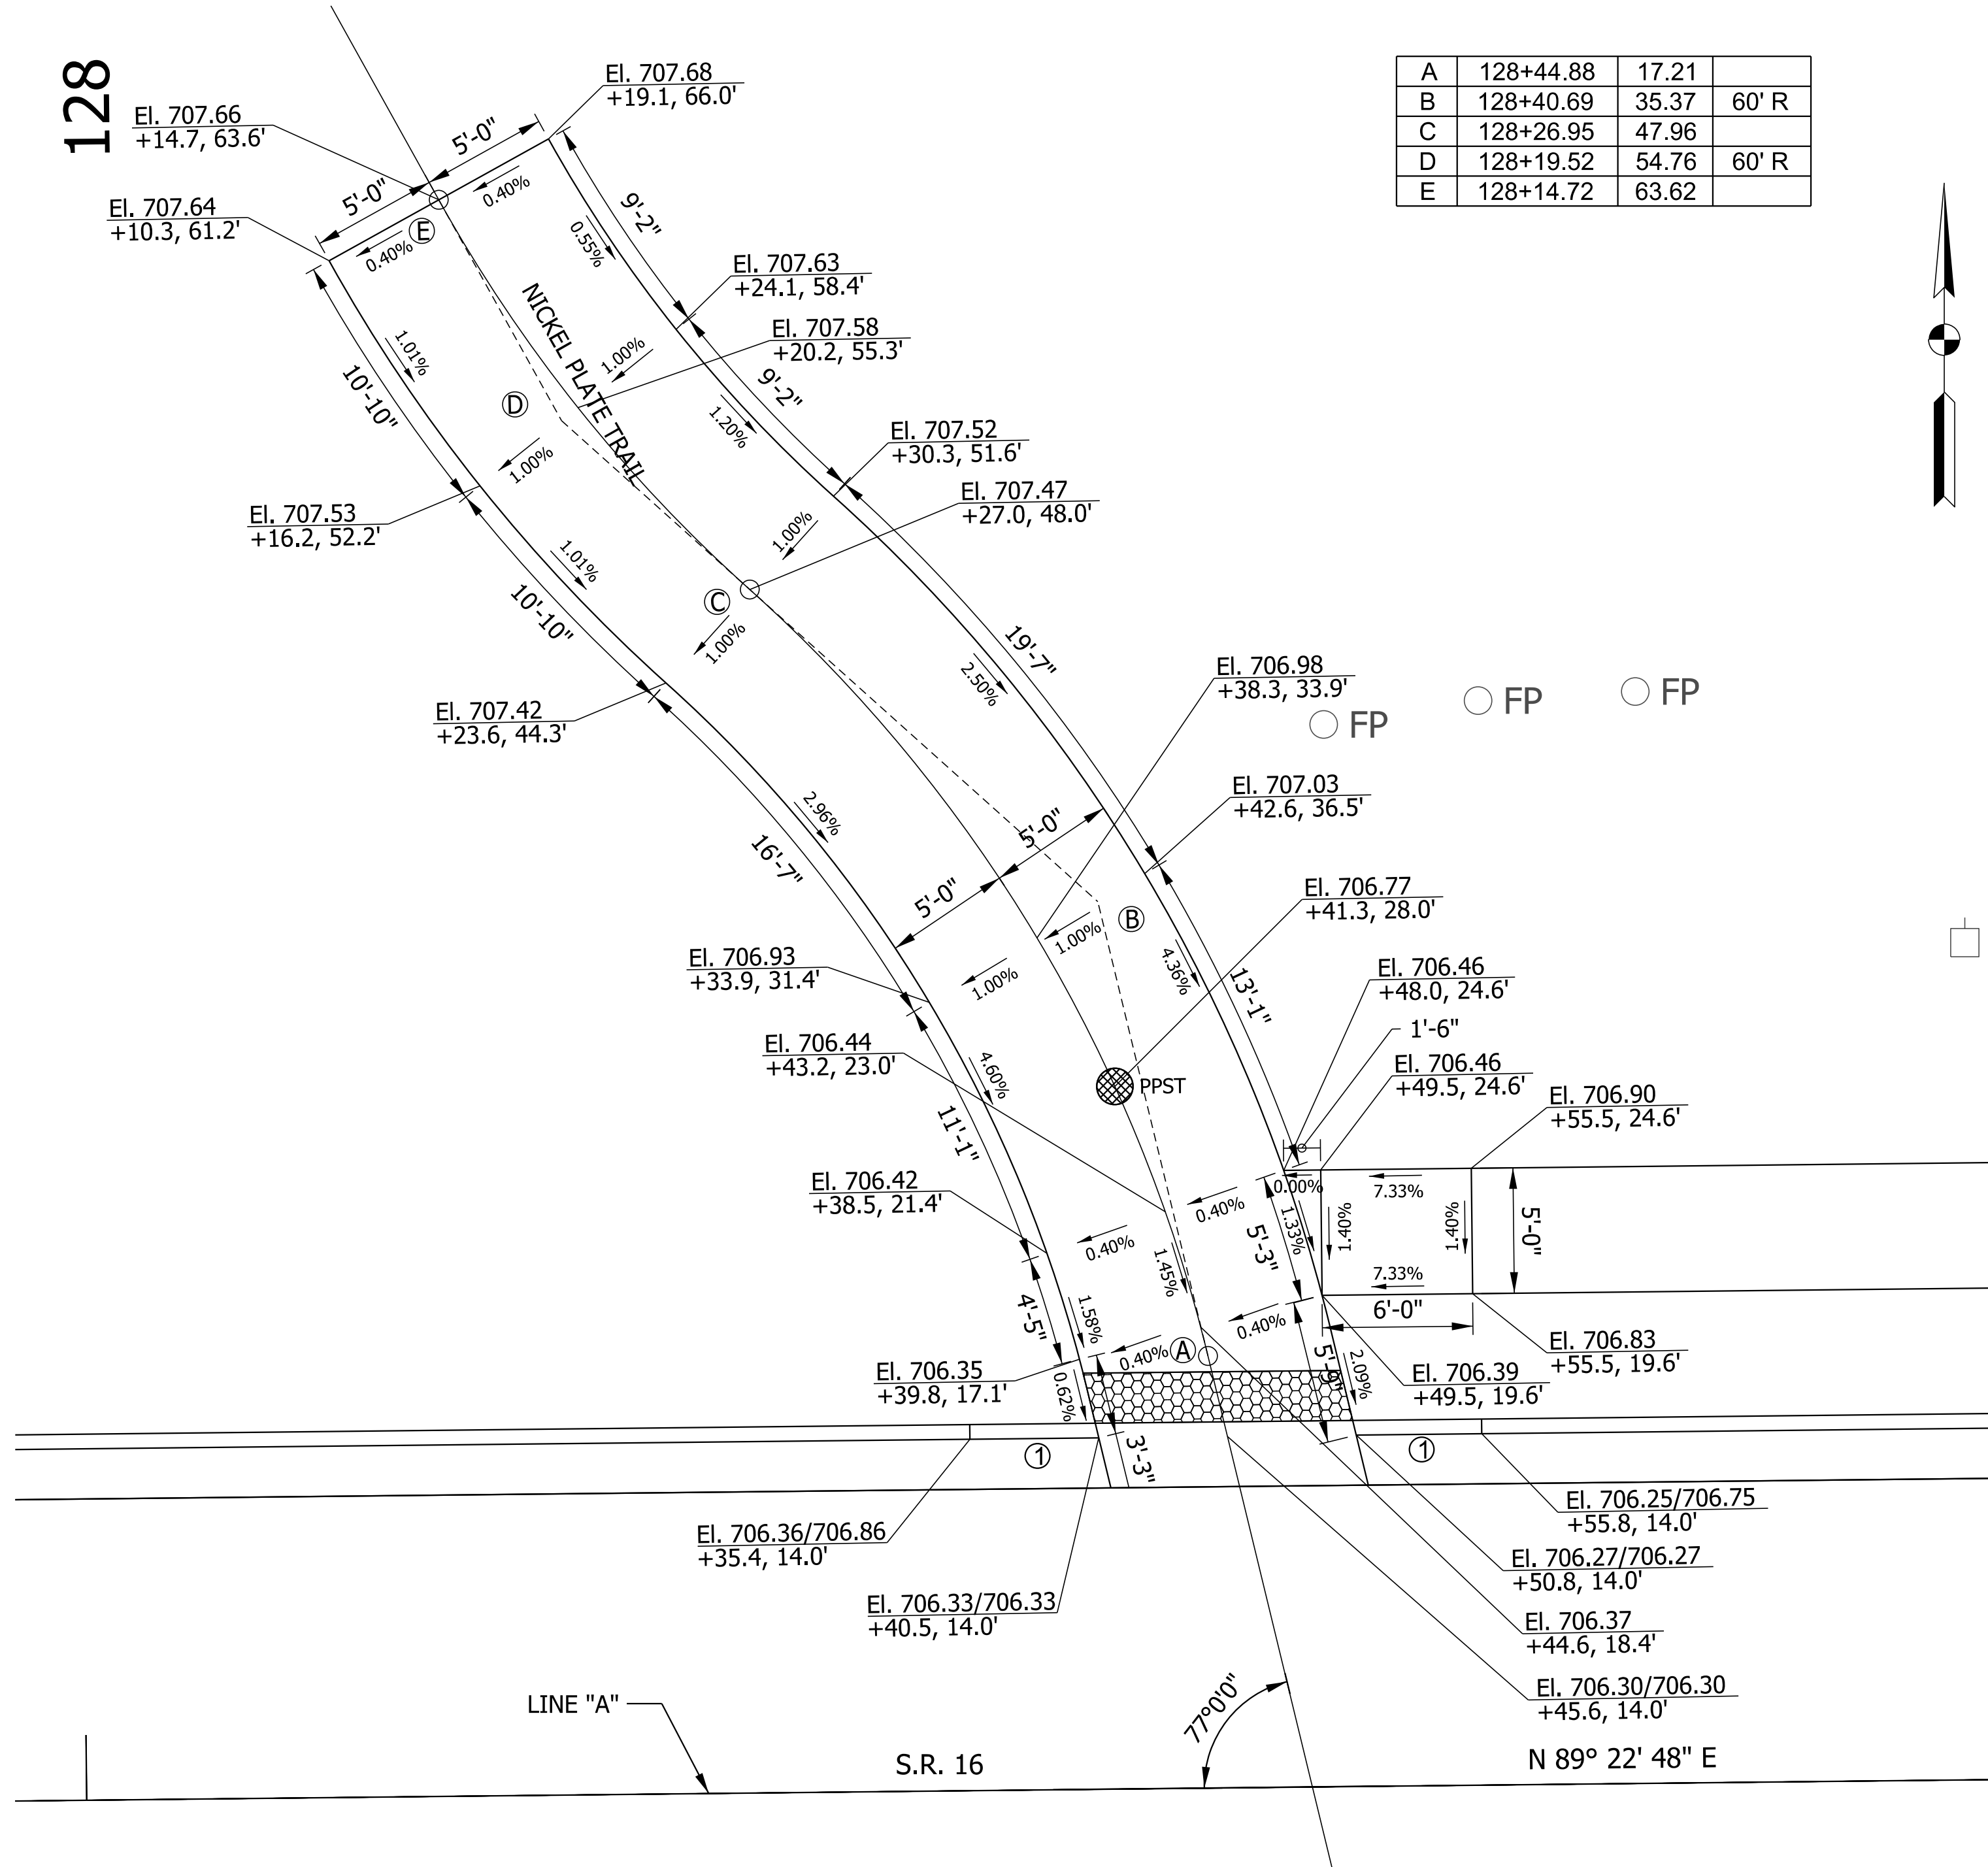 128
A 128+44.88 17.21
B 128+40.69 35.37 60' R
C 128+26.95 47.96
D 128+19.52 54.76 60' R
E 128+14.72 63.62
El. 707.68
+19.1, 66.0'
El. 707.66
+14.7, 63.6'
5'-0"
5'-0"
El. 707.64
+10.3, 61.2'
0.40%
0.40%
E
9'-2"
0.55%
El. 707.63
+24.1, 58.4'
NICKEL PLATE TRAIL
El. 707.58
+20.2, 55.3'
1.01%
1.00%
10'-10"
D
9'-2"
1.20%
El. 707.52
+30.3, 51.6'
1.00%
El. 707.47
+27.0, 48.0'
El. 707.53
+16.2, 52.2'
1.00%
1.01%
10'-10"
C
1.00%
19'-7"
2.50%
El. 706.98
+38.3, 33.9'
FP
FP
FP
El. 707.42
+23.6, 44.3'
El. 707.03
+42.6, 36.5'
2.96%
16'-7"
5'-0"
5'-0"
El. 706.77
+41.3, 28.0'
B
1.00%
1.00%
4.36%
13'-1"
El. 706.93
+33.9, 31.4'
El. 706.46
+48.0, 24.6'
1'-6"
El. 706.44
+43.2, 23.0'
4.60%
PPST
El. 706.46
+49.5, 24.6'
El. 706.90
+55.5, 24.6'
11'-1"
El. 706.42
+38.5, 21.4'
0.00%
7.33%
0.40%
0.40%
1.33%
1.40%
1.40%
5'-0"
5'-3"
1.45%
7.33%
6'-0"
4'-5"
1.58%
0.40%
0.40%
A
El. 706.83
+55.5, 19.6'
El. 706.35
+39.8, 17.1'
0.62%
5'-9"
2.09%
El. 706.39
+49.5, 19.6'
3'-3"
1
1
El. 706.25/706.75
+55.8, 14.0'
El. 706.36/706.86
+35.4, 14.0'
El. 706.27/706.27
+50.8, 14.0'
El. 706.33/706.33
+40.5, 14.0'
El. 706.37
+44.6, 18.4'
El. 706.30/706.30
+45.6, 14.0'
LINE "A"
77°0'0"
S.R. 16
N 89° 22' 48" E